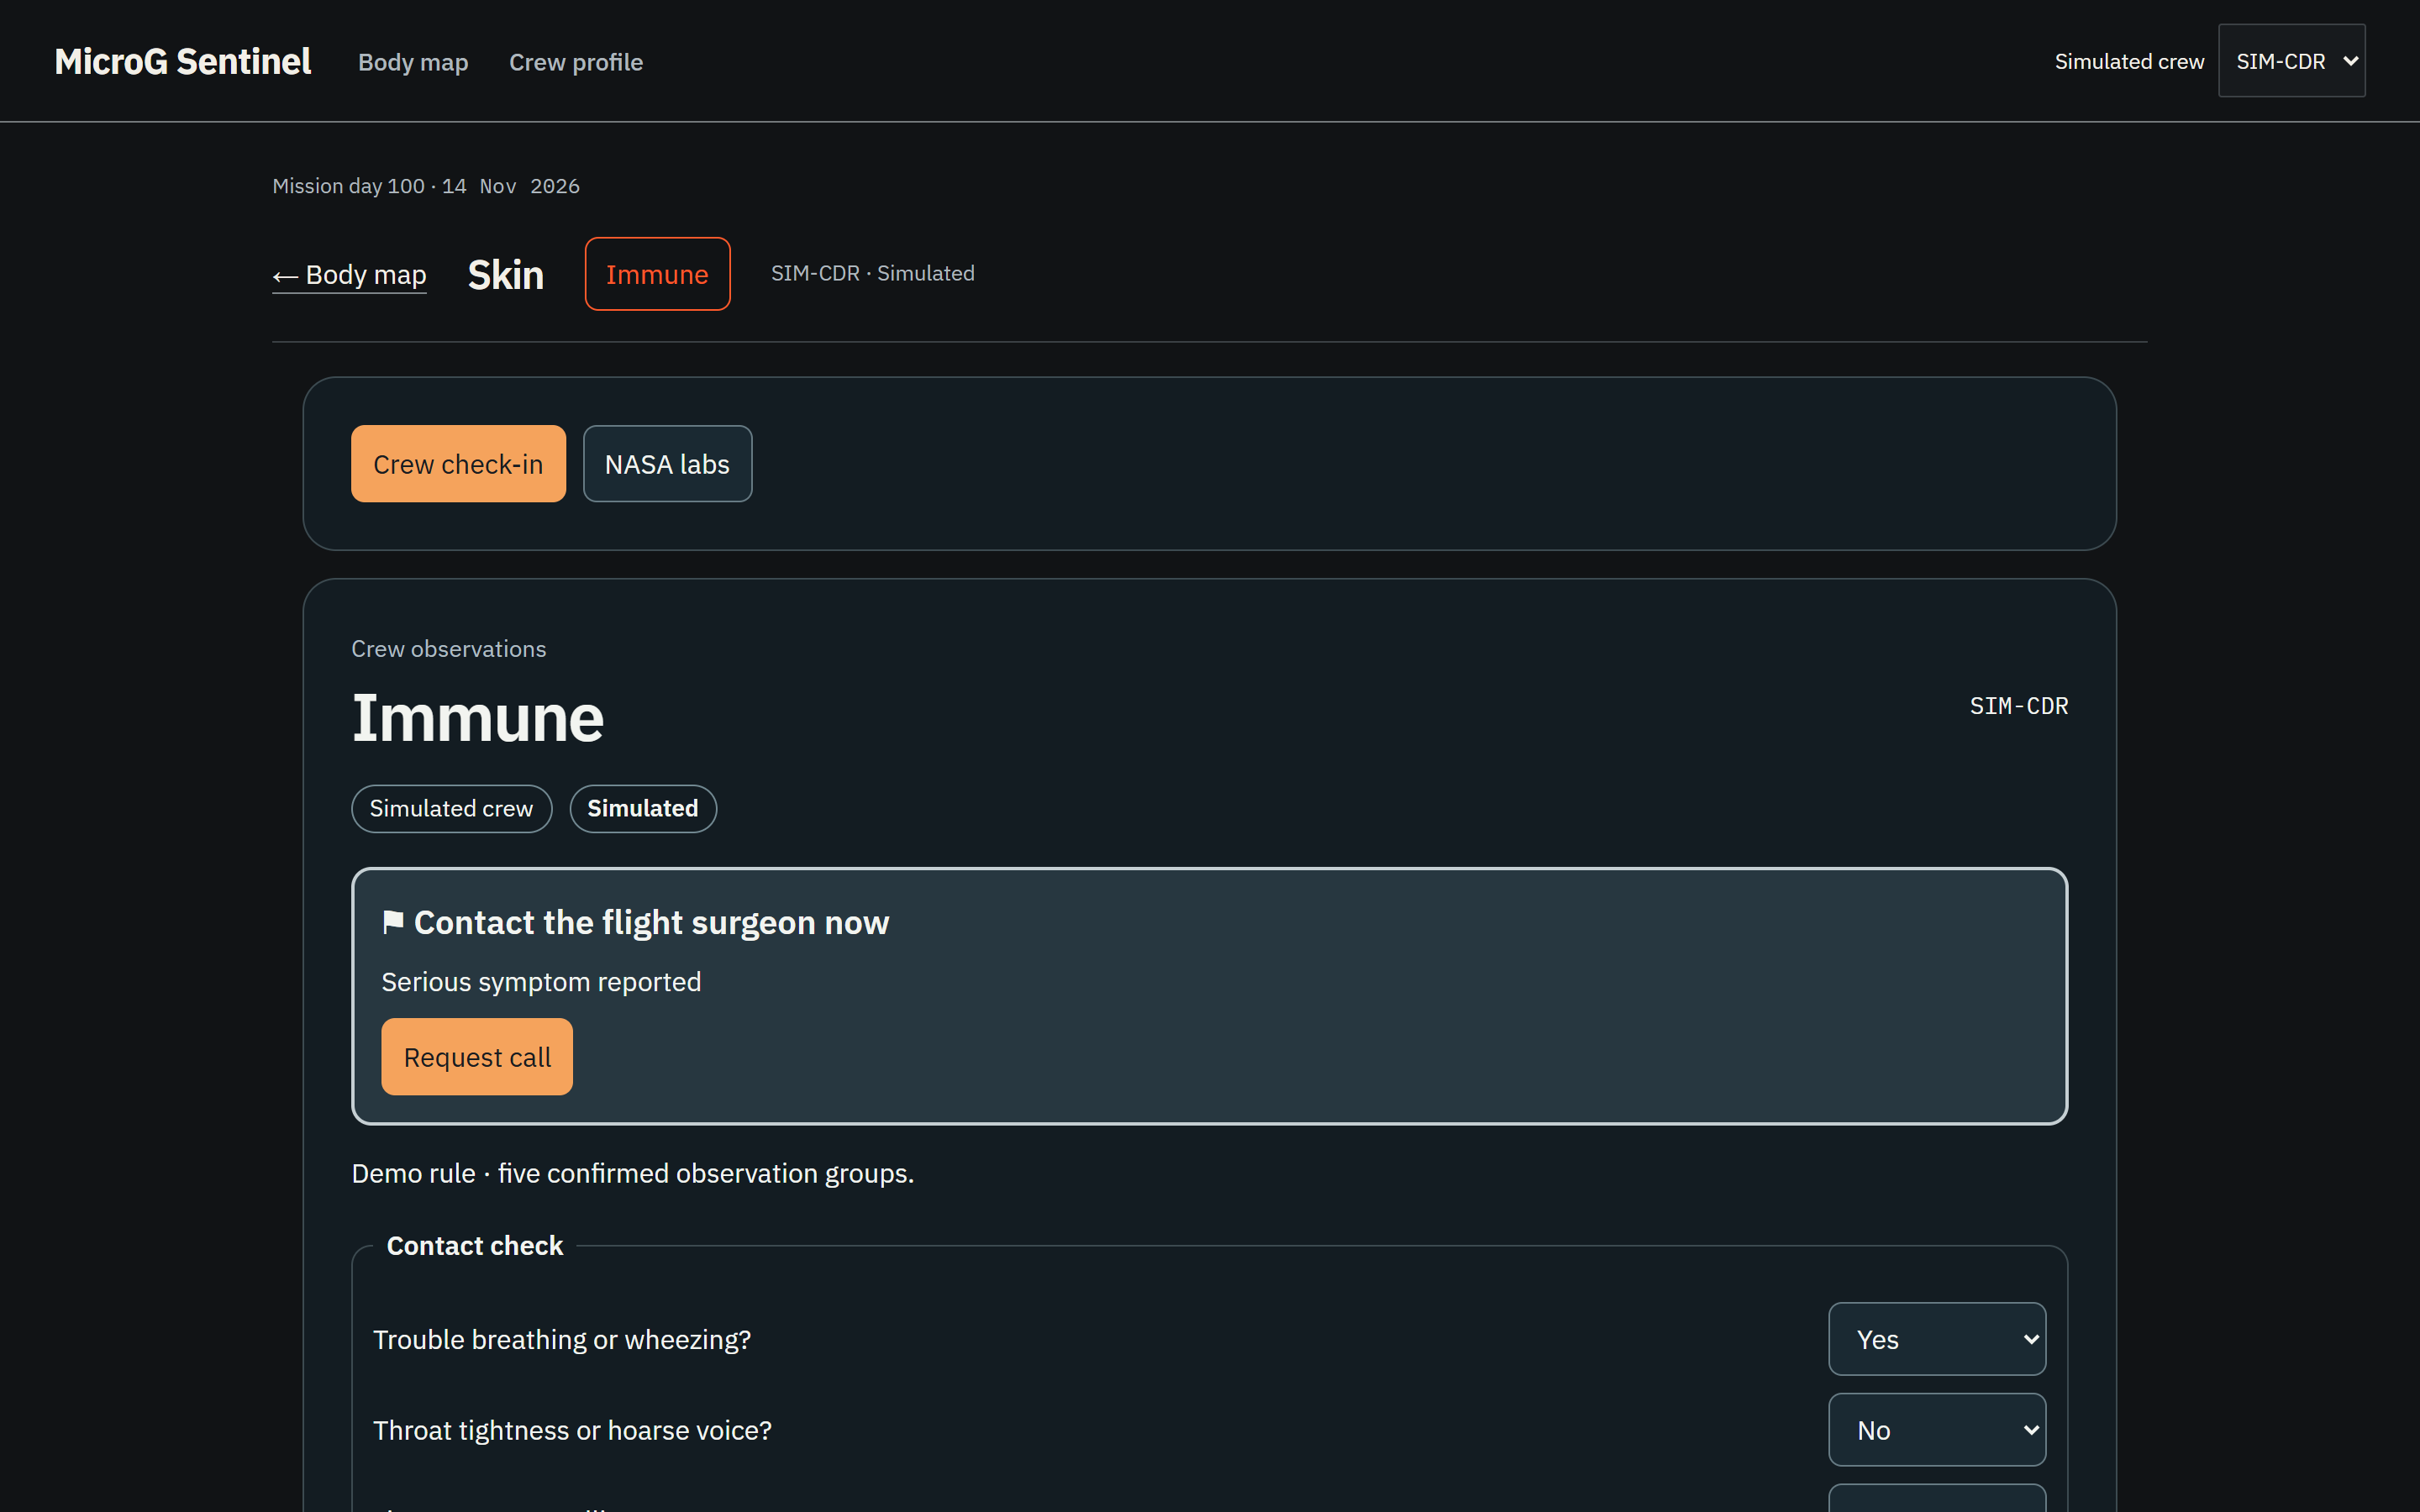 MicroG Sentinel Body map Crew profile Simulated crew SIM-CDR
Mission day 100 · 14 Nov 2026
← Body map Skin Immune SIM-CDR · Simulated
Crew check-in NASA labs
Crew observations
Immune SIM-CDR
Simulated crew Simulated
⚑ Contact the flight surgeon now
Serious symptom reported
Request call
Demo rule · five confirmed observation groups.
Contact check
Trouble breathing or wheezing? Yes
Throat tightness or hoarse voice? No